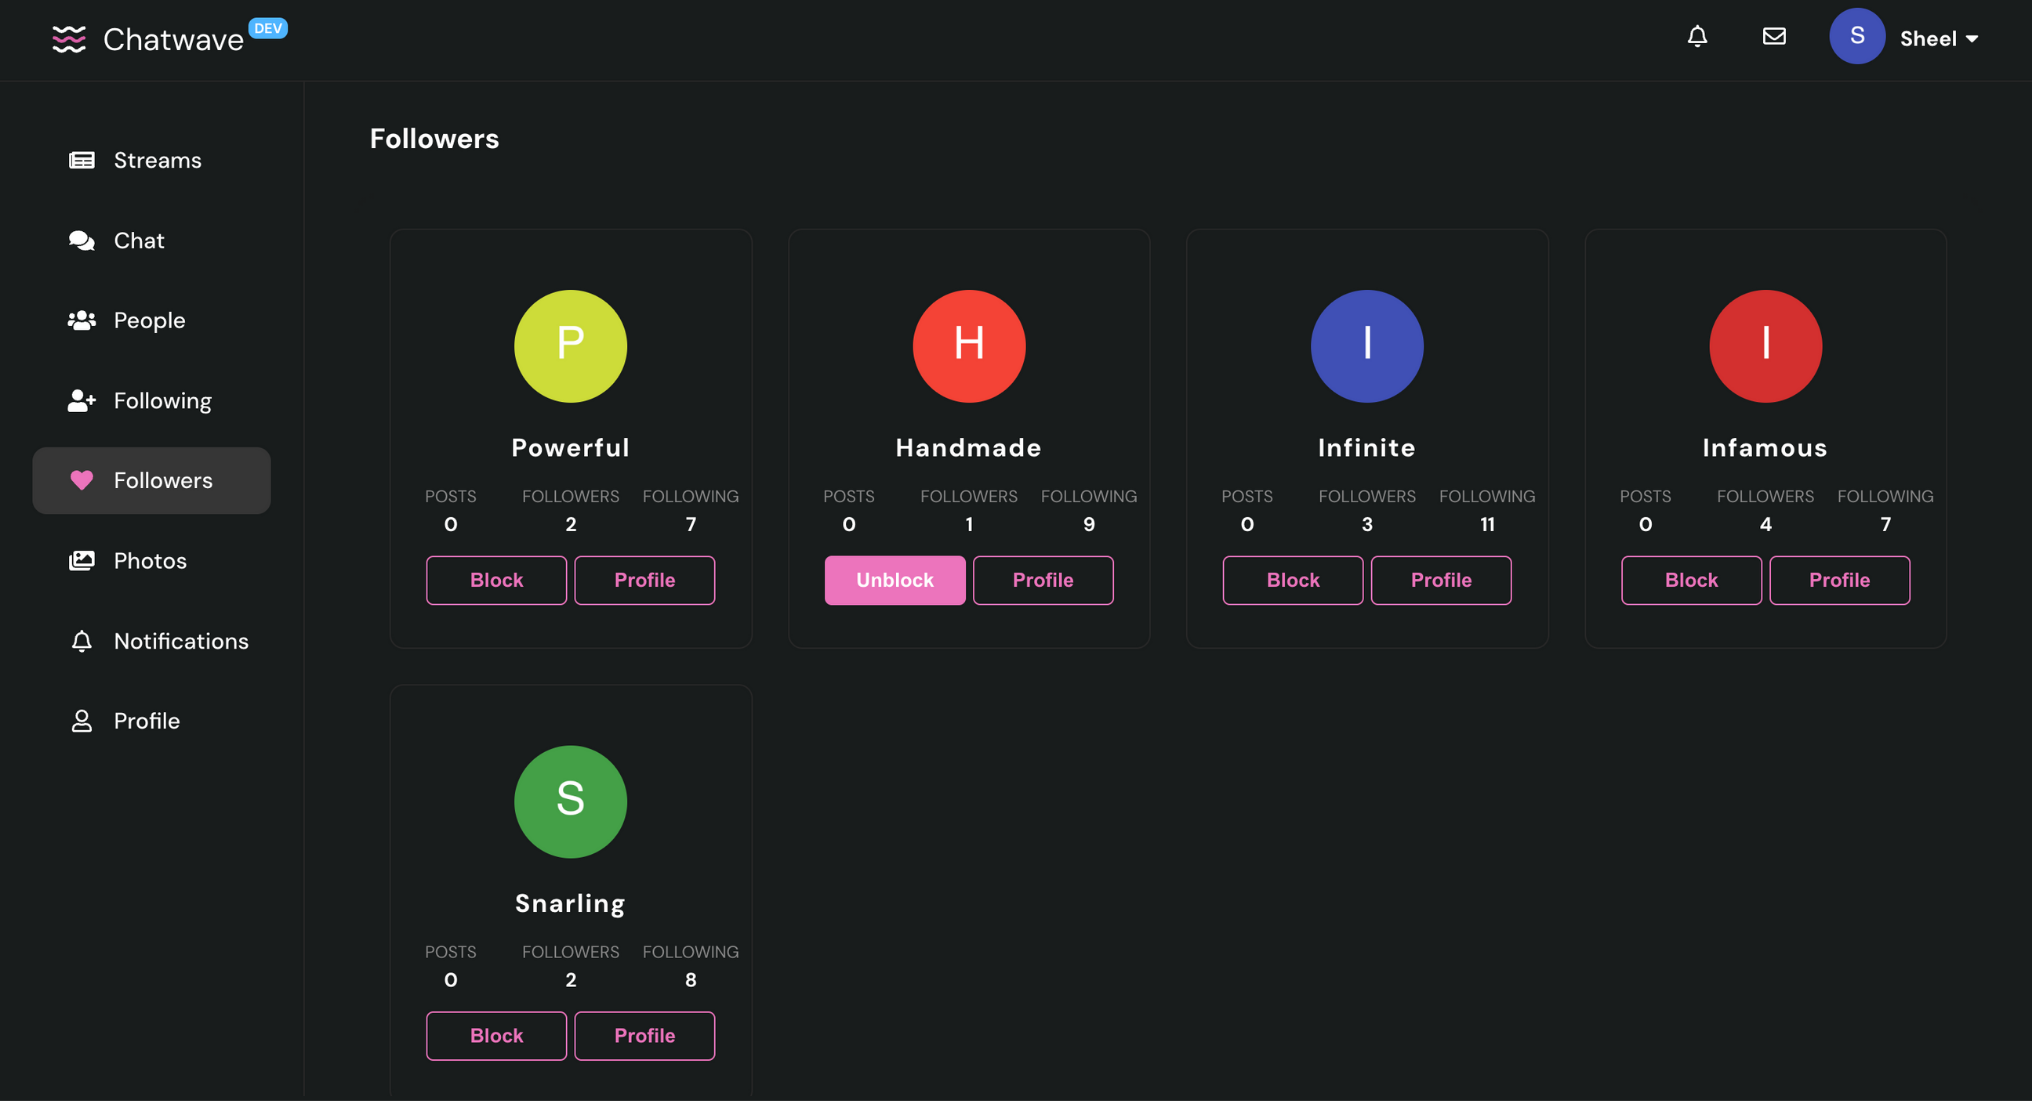 Chatwave DEV
S Sheel
Streams
Chat
People
Following
Followers
Photos
Notifications
Profile
Followers
P
Powerful
POSTS FOLLOWERS FOLLOWING
0 2 7
Block Profile
H
Handmade
POSTS FOLLOWERS FOLLOWING
0 1 9
Unblock Profile
I
Infinite
POSTS FOLLOWERS FOLLOWING
0 3 11
Block Profile
I
Infamous
POSTS FOLLOWERS FOLLOWING
0 4 7
Block Profile
S
Snarling
POSTS FOLLOWERS FOLLOWING
0 2 8
Block Profile